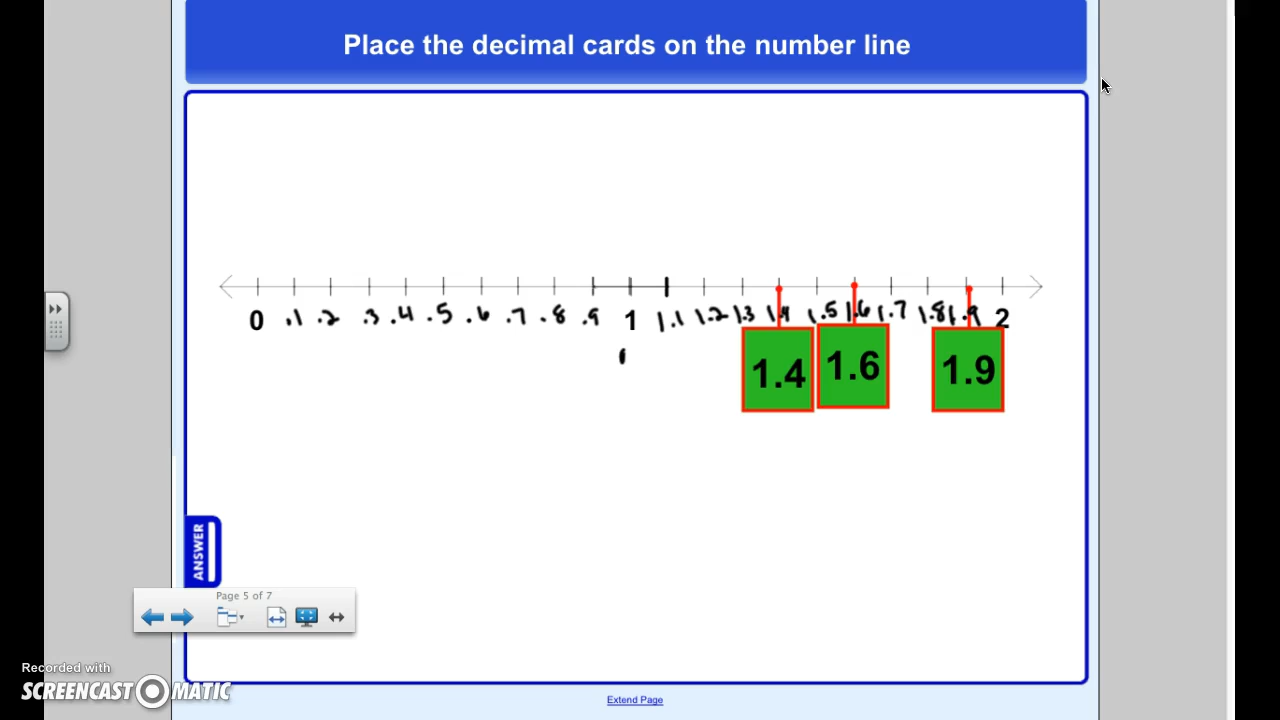 Place the decimal cards on the number line
0 .1 .2 .3 .4 .5 .6 .7 .8 .9 1 1.1 1.2 1.3 1.4 1.5 1.6 1.7 1.8 1.9 2
1.4 1.6 1.9
ANSWER
Page 5 of 7
Recorded with
SCREENCAST MATIC
Extend Page